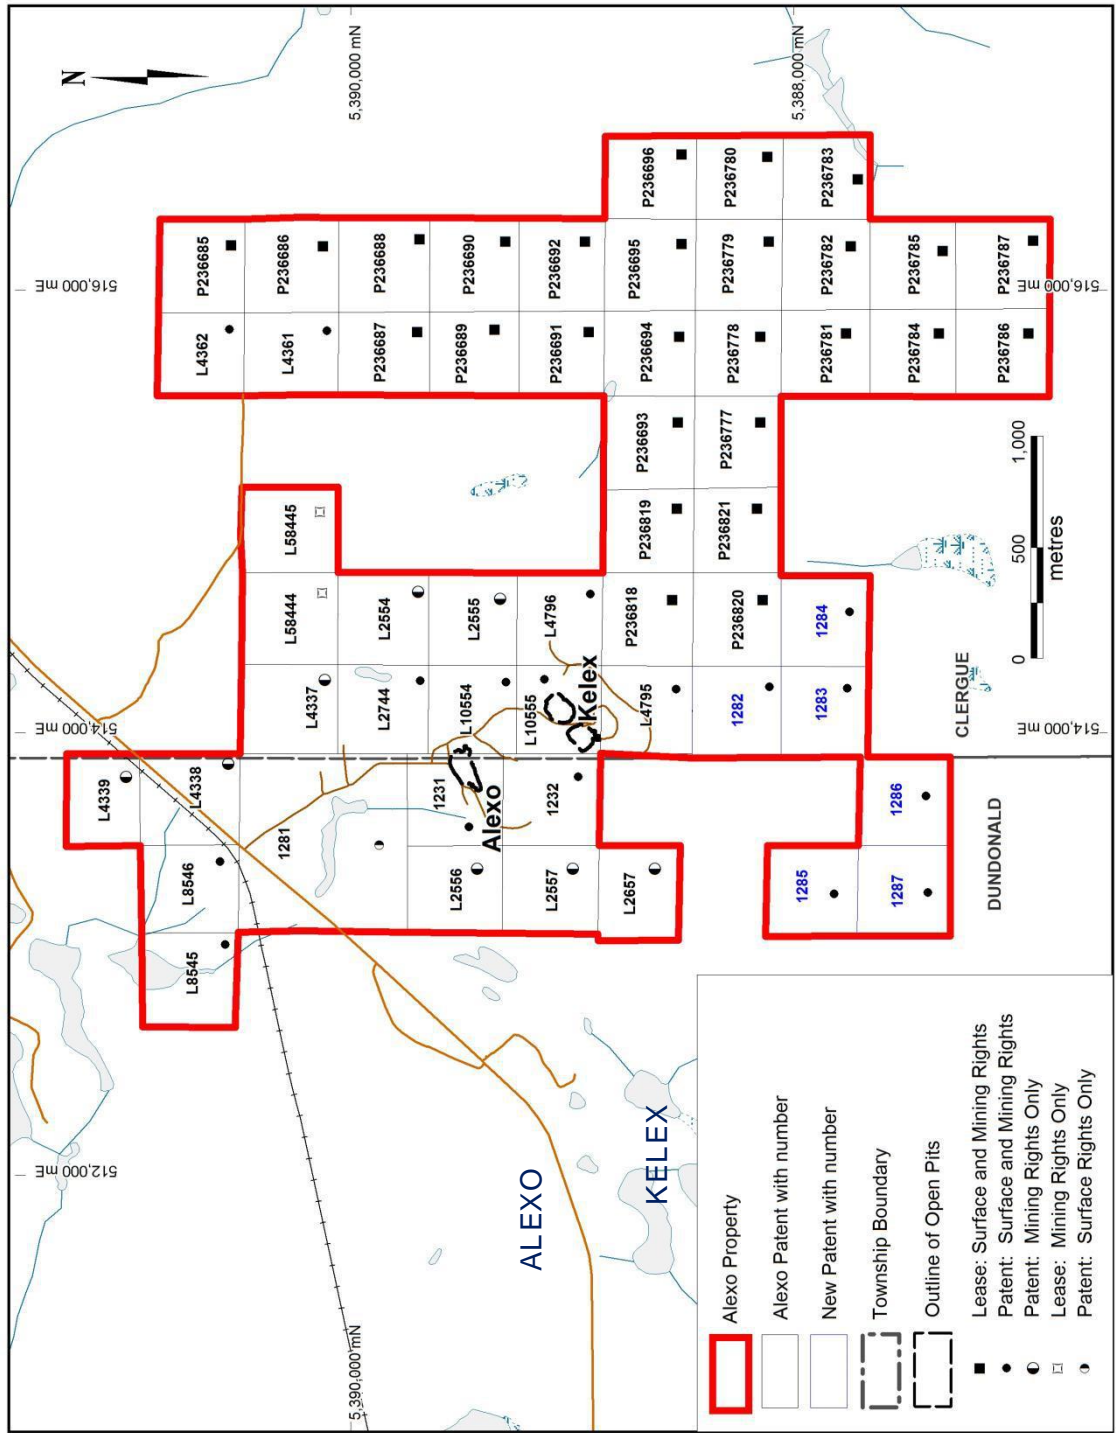 512,000 mE
514,000 mE
516,000 mE
N
L4339
L8545
L8546
L4338
L4362
P236685
1281
L4337
L58444
L58445
L4361
P236686
5,390,000 mN
5,390,000 mN
L2744
L2554
P236687
P236688
L2556
1231
L10554
L2555
P236689
P236690
Alexo
ALEXO
L2557
1232
L10555
L4796
P236691
P236692
Kelex
KELEX
L2657
L4795
P236818
P236819
P236693
P236694
P236695
P236696
1282
P236820
P236821
P236777
P236778
P236779
P236780
5,388,000 mN
1285
1283
1284
P236781
P236782
P236783
1287
1286
P236784
P236785
DUNDONALD
CLERGUE
P236786
P236787
0 500 1,000
metres
514,000 mE
516,000 mE
Alexo Property
Alexo Patent with number
New Patent with number
Township Boundary
Outline of Open Pits
Lease: Surface and Mining Rights
Patent: Surface and Mining Rights
Patent: Mining Rights Only
Lease: Mining Rights Only
Patent: Surface Rights Only